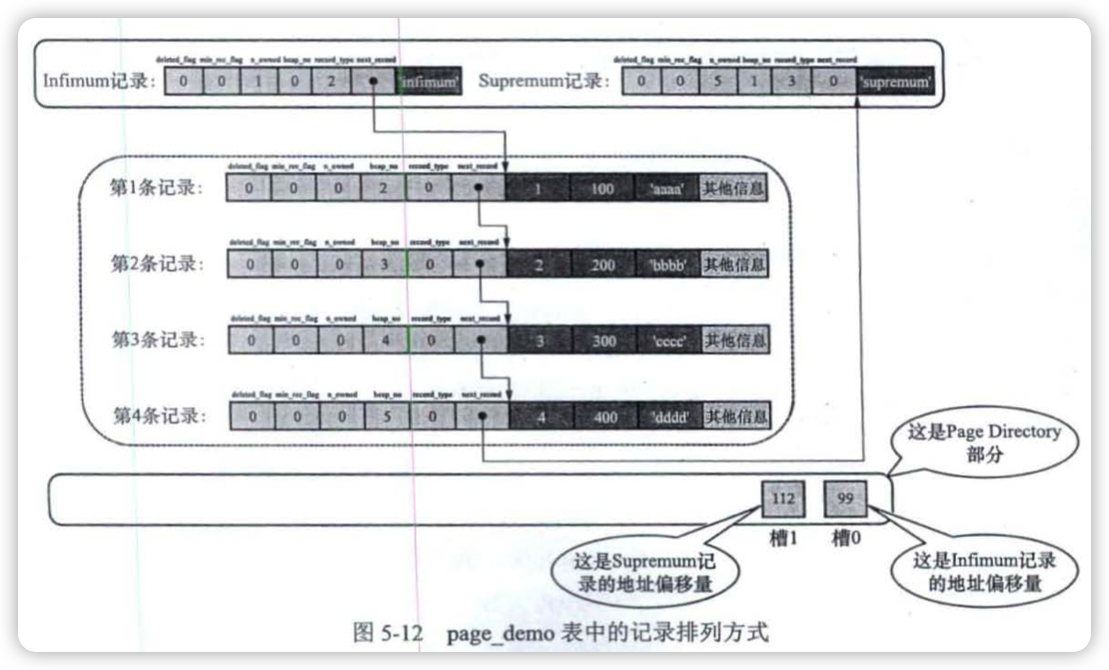 deleted_flag min_rec_flag n_owned heap_no record_type next_record
Infimum记录: 0 0 1 0 2 'infimum'
deleted_flag min_rec_flag n_owned heap_no record_type next_record
Supremum记录: 0 0 5 1 3 0 'supremum'
deleted_flag min_rec_flag n_owned heap_no record_type next_record
第1条记录: 0 0 0 2 0 1 100 'aaaa' 其他信息
deleted_flag min_rec_flag n_owned heap_no record_type next_record
第2条记录: 0 0 0 3 0 2 200 'bbbb' 其他信息
deleted_flag min_rec_flag n_owned heap_no record_type next_record
第3条记录: 0 0 0 4 0 3 300 'cccc' 其他信息
deleted_flag min_rec_flag n_owned heap_no record_type next_record
第4条记录: 0 0 0 5 0 4 400 'dddd' 其他信息
这是Page Directory
部分
112 99
槽1 槽0
这是Supremum记
录的地址偏移量
这是Infimum记录
的地址偏移量
图 5-12 page_demo 表中的记录排列方式